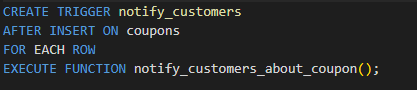 CREATE TRIGGER notify_customers
AFTER INSERT ON coupons
FOR EACH ROW
EXECUTE FUNCTION notify_customers_about_coupon();